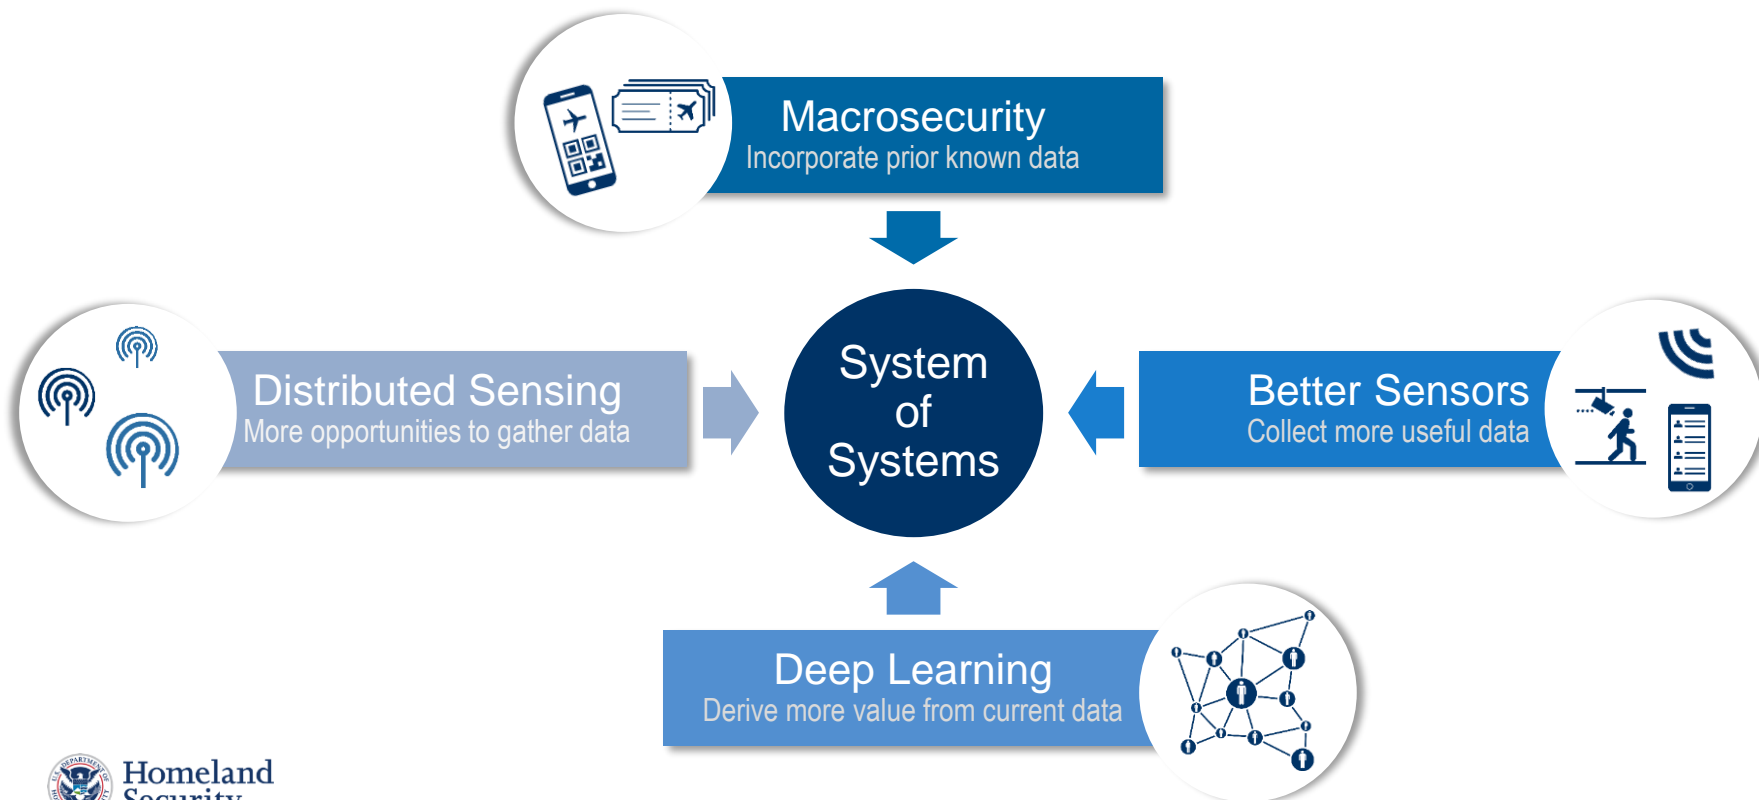 Macrosecurity
Incorporate prior known data
Distributed Sensing
More opportunities to gather data
System
of
Systems
Better Sensors
Collect more useful data
Deep Learning
Derive more value from current data
Homeland
Security